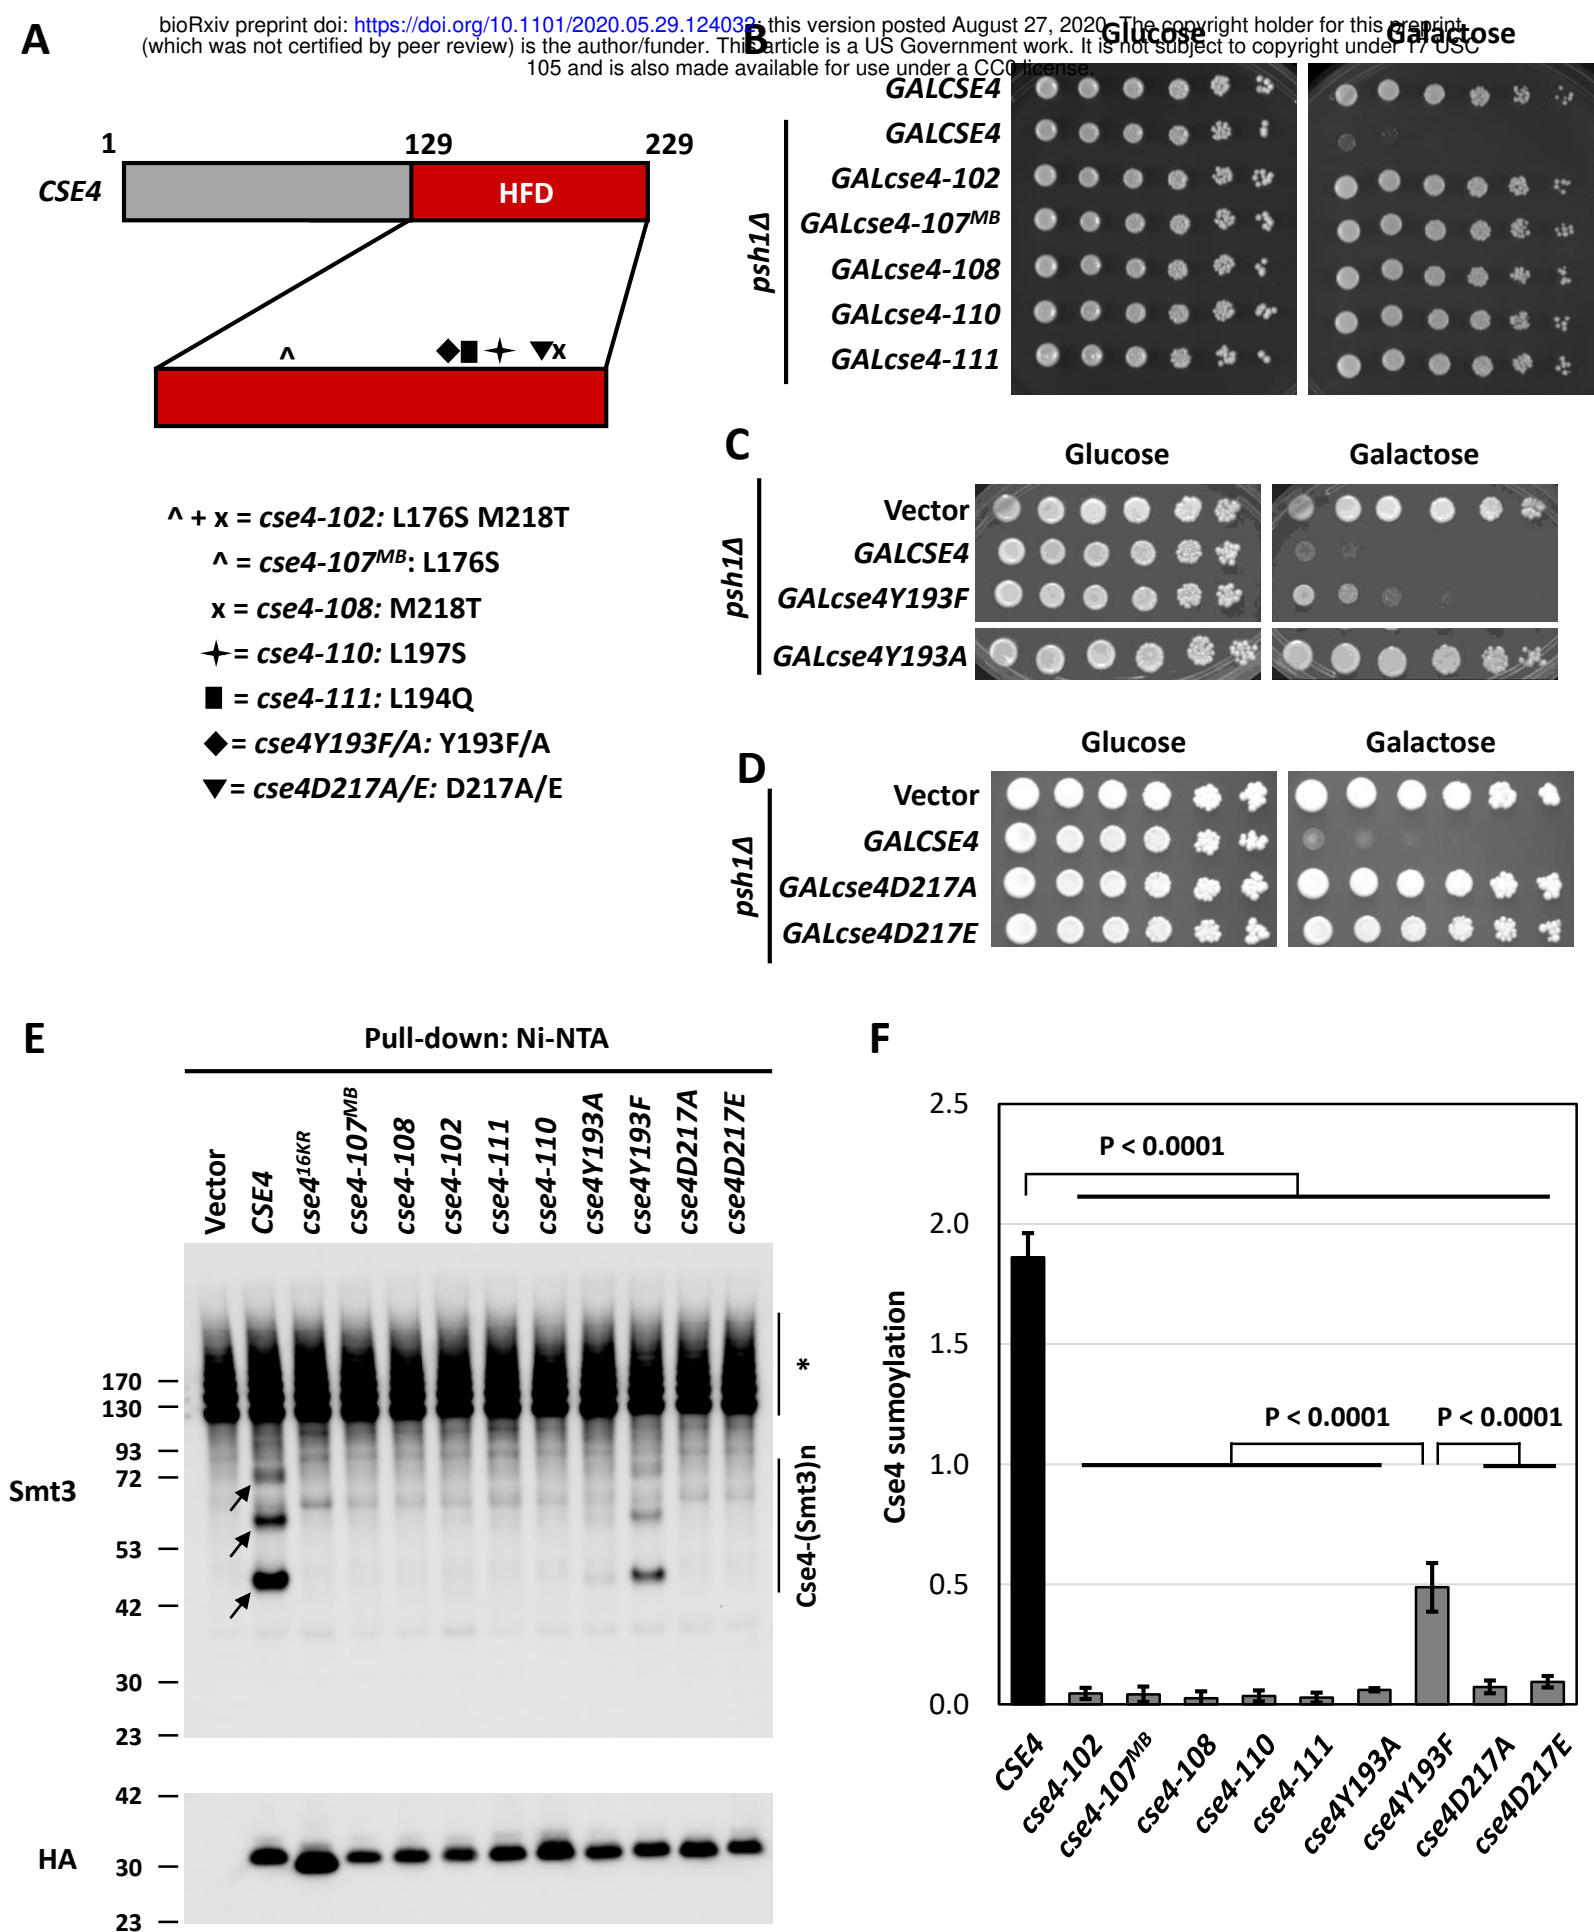 bioRxiv preprint doi: https://doi.org/10.1101/2020.05.29.124032; this version posted August 27, 2020. The copyright holder for this preprint
(which was not certified by peer review) is the author/funder. This article is a US Government work. It is not subject to copyright under 17 USC
105 and is also made available for use under a CC0 license.
A
1 129 229
CSE4 HFD
^ x
^ + x = cse4-102: L176S M218T
^ = cse4-107MB: L176S
x = cse4-108: M218T
= cse4-110: L197S
= cse4-111: L194Q
= cse4Y193F/A: Y193F/A
= cse4D217A/E: D217A/E
B
Glucose Galactose
GALCSE4
psh1Δ
GALCSE4
GALcse4-102
GALcse4-107MB
GALcse4-108
GALcse4-110
GALcse4-111
C
Glucose Galactose
psh1Δ
Vector
GALCSE4
GALcse4Y193F
GALcse4Y193A
D
Glucose Galactose
psh1Δ
Vector
GALCSE4
GALcse4D217A
GALcse4D217E
E
Pull-down: Ni-NTA
Vector
CSE4
cse416KR
cse4-107MB
cse4-108
cse4-102
cse4-111
cse4-110
cse4Y193A
cse4Y193F
cse4D217A
cse4D217E
170
130
93
72
53
42
30
23
Smt3
*
Cse4-(Smt3)n
42
30
23
HA
F
Cse4 sumoylation
2.5
2.0
1.5
1.0
0.5
0.0
P < 0.0001
P < 0.0001 P < 0.0001
CSE4
cse4-102
cse4-107MB
cse4-108
cse4-110
cse4-111
cse4Y193A
cse4Y193F
cse4D217A
cse4D217E